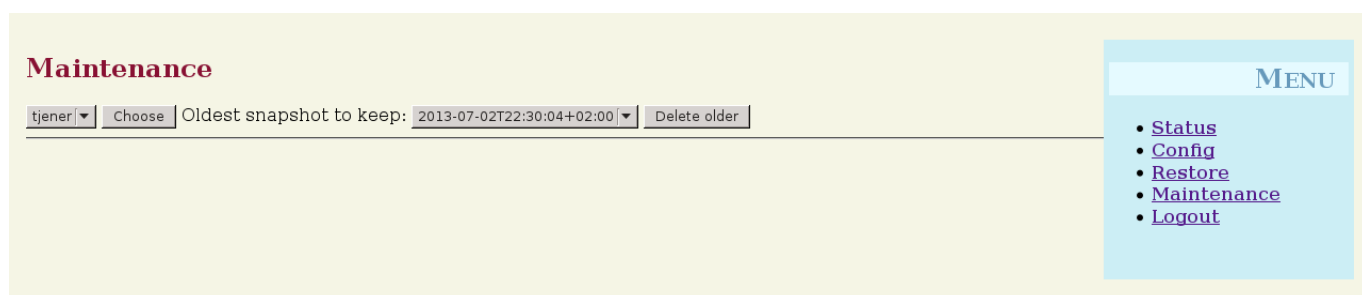 Maintenance
tjener Choose Oldest snapshot to keep: 2013-07-02T22:30:04+02:00 Delete older
MENU
Status
Config
Restore
Maintenance
Logout